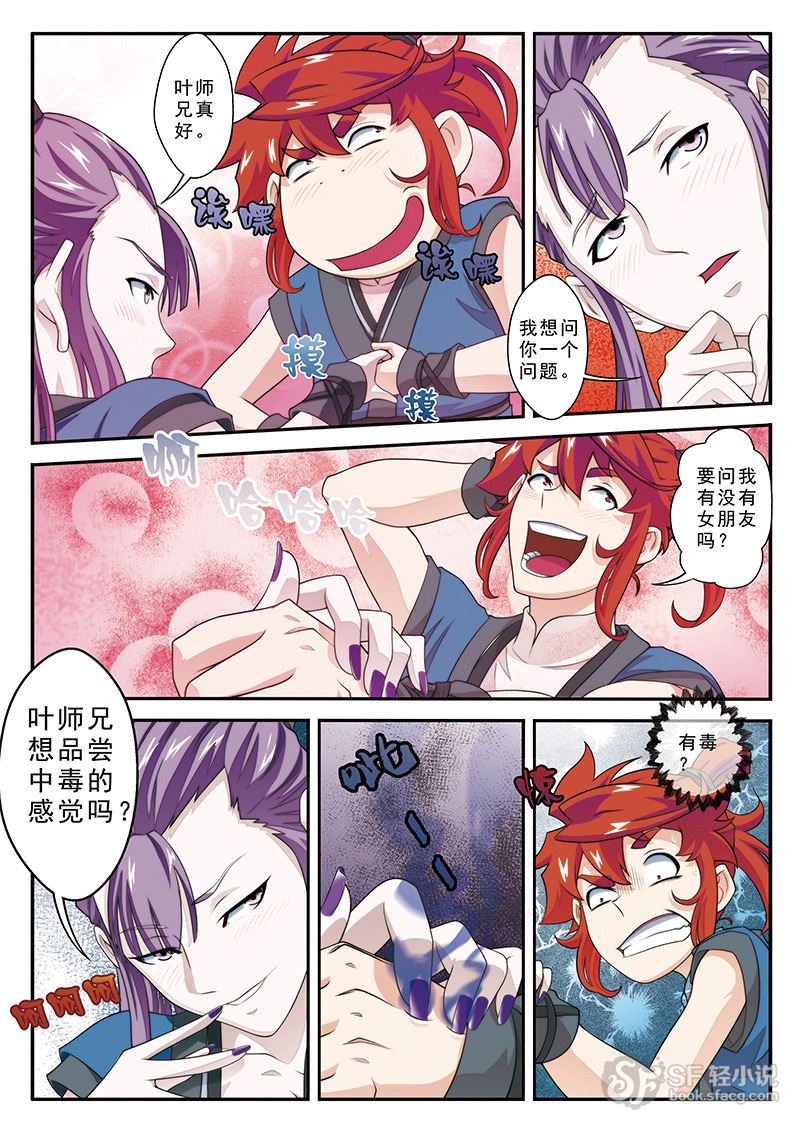 叶师
兄真
好。
诶嘿
诶嘿
摸
摸
我想问
你一个
问题。
啊
哈哈哈
我有友
问没朋
要有女
吗？
叶师兄
想品尝
中毒的
感觉吗？
呵呵呵
呲
惊
有毒
？
SF轻小说
book.sfacg.com